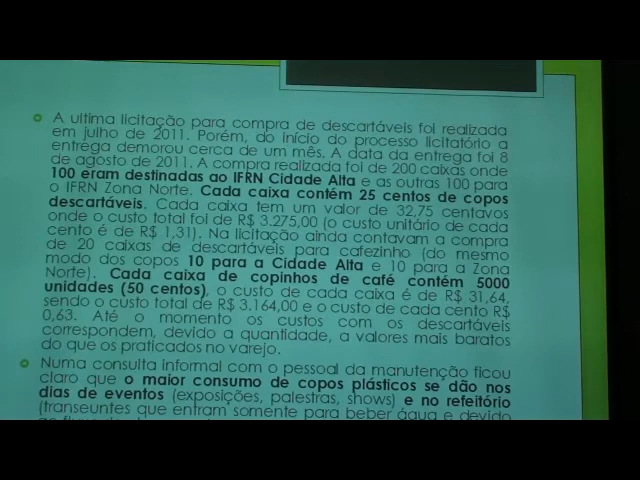 A ultima licitação para compra de descartáveis foi realizada
em julho de 2011. Porém, do início do processo licitatório a
entrega demorou cerca de um mês. A data da entrega foi 8
de agosto de 2011. A compra realizada foi de 200 caixas onde
100 eram destinadas ao IFRN Cidade Alta e as outras 100 para
o IFRN Zona Norte. Cada caixa contém 25 centos de copos
descartáveis. Cada caixa tem um valor de 32,75 centavos
onde o custo total foi de R$ 3.275,00 (o custo unitário de cada
cento é de R$ 1,31). Na licitação ainda contavam a compra
de 20 caixas de descartáveis para cafezinho (do mesmo
modo dos copos 10 para a Cidade Alta e 10 para a Zona
Norte). Cada caixa de copinhos de café contém 5000
unidades (50 centos), o custo de cada caixa é de R$ 31,64,
sendo o custo total de R$ 3.164,00 e o custo de cada cento R$
0,63. Até o momento os custos com os descartáveis
correspondem, devido a quantidade, a valores mais baratos
do que os praticados no varejo.
Numa consulta informal com o pessoal da manutenção ficou
claro que o maior consumo de copos plásticos se dão nos
dias de eventos (exposições, palestras, shows) e no refeitório
(transeuntes que entram somente para beber água e devido